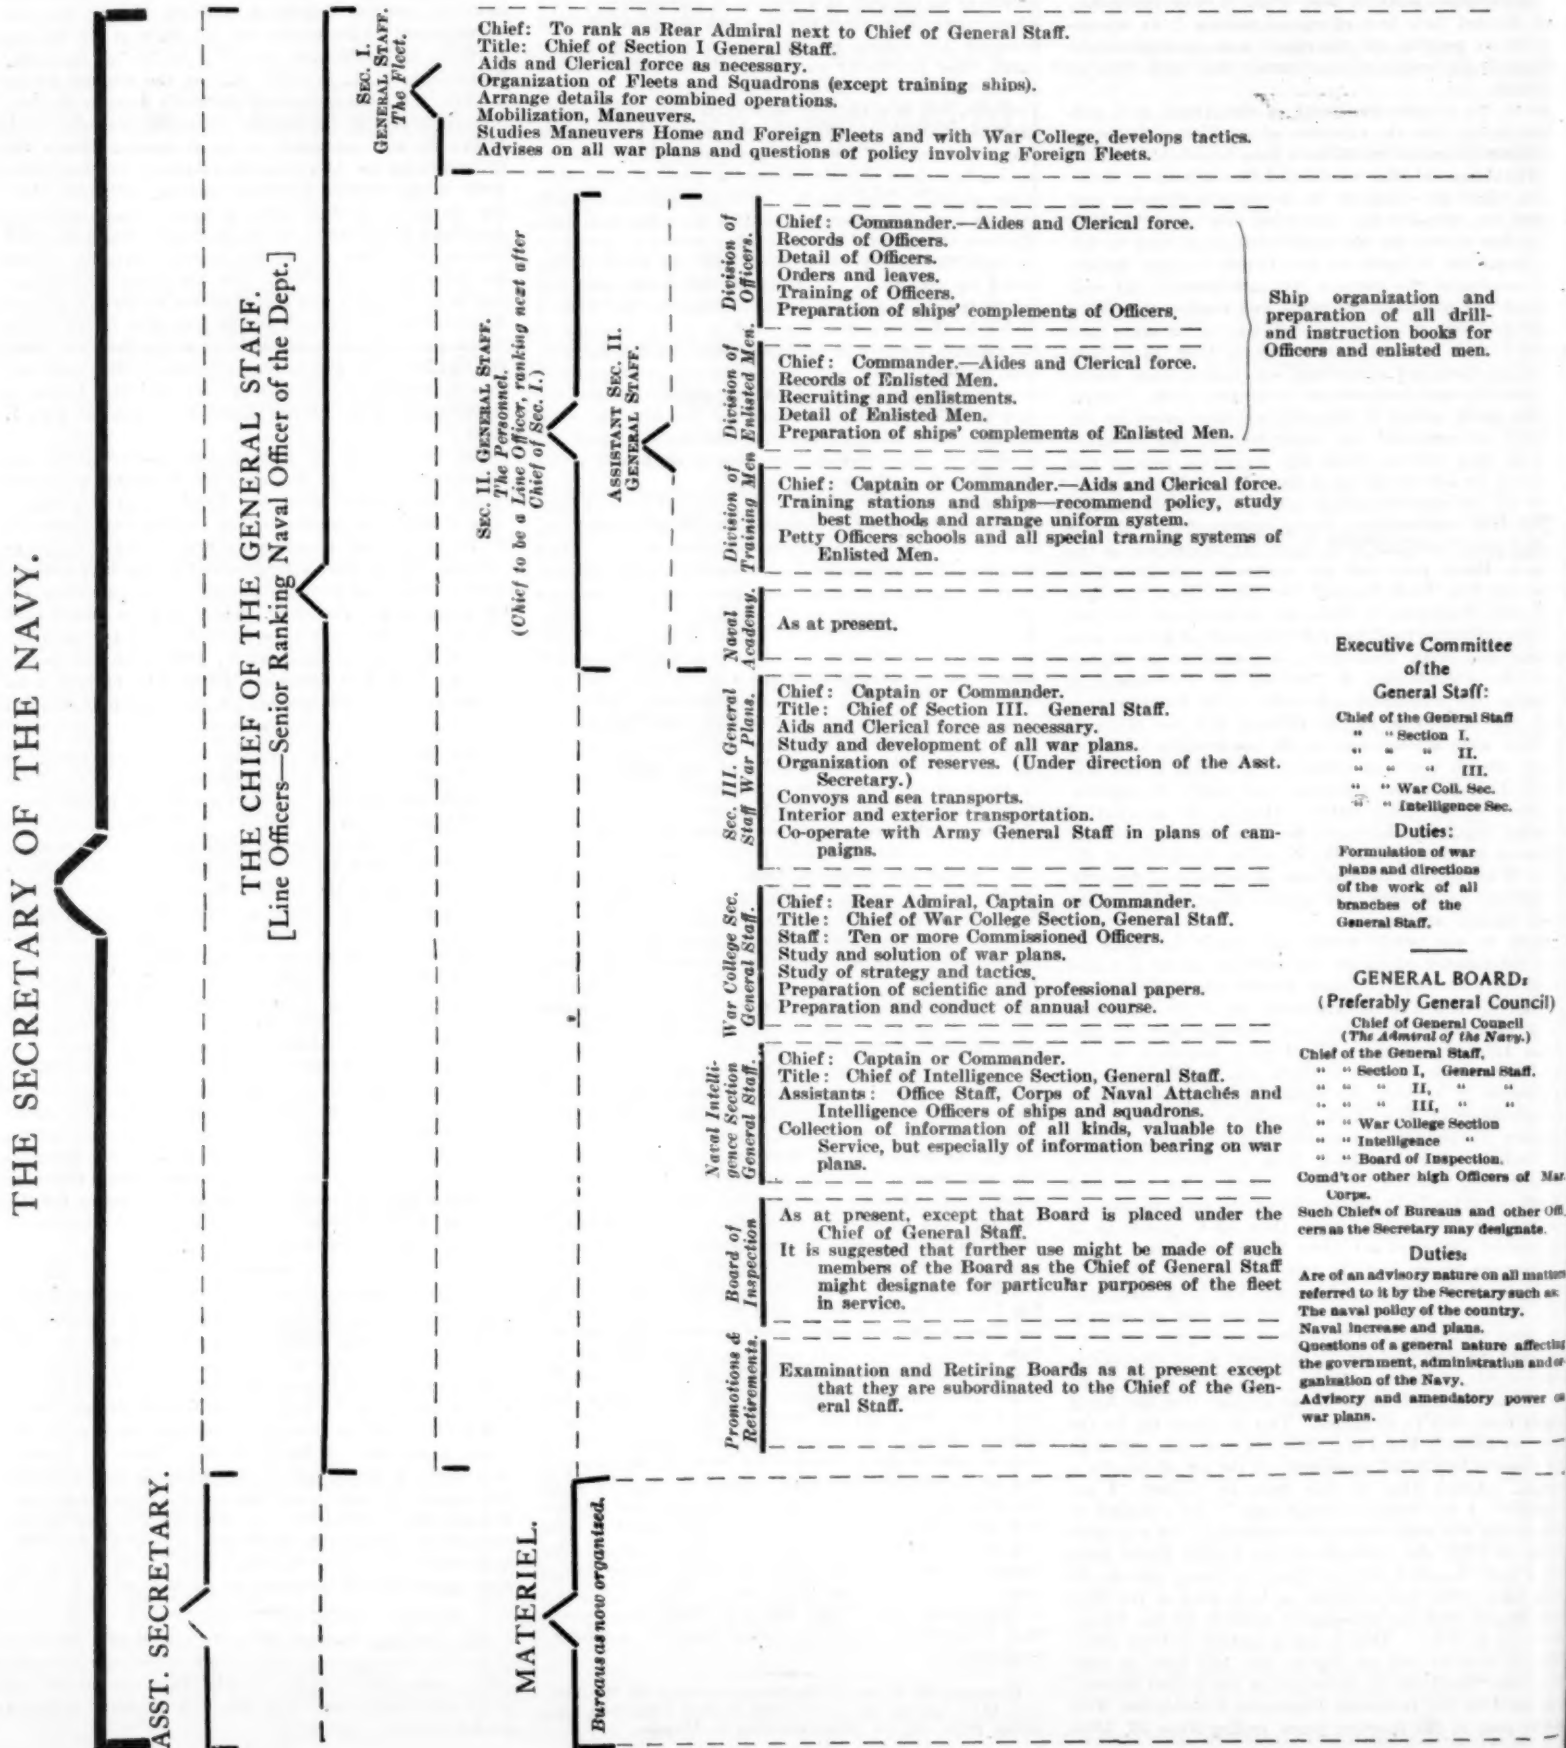 THE SECRETARY OF THE NAVY.
ASST. SECRETARY.
THE CHIEF OF THE GENERAL STAFF.
[Line Officers—Senior Ranking Naval Officer of the Dept.]
SEC. I.
GENERAL STAFF.
The Fleet.
Chief: To rank as Rear Admiral next to Chief of General Staff.
Title: Chief of Section I General Staff.
Aids and Clerical force as necessary.
Organization of Fleets and Squadrons (except training ships).
Arrange details for combined operations.
Mobilization, Maneuvers.
Studies Maneuvers Home and Foreign Fleets and with War College, develops tactics.
Advises on all war plans and questions of policy involving Foreign Fleets.
SEC. II. GENERAL STAFF.
The Personnel.
(Chief to be a Line Officer, ranking next after
Chief of Sec. I.)
ASSISTANT SEC. II.
GENERAL STAFF.
Division of
Officers.
Chief: Commander.—Aides and Clerical force.
Records of Officers.
Detail of Officers.
Orders and leaves.
Training of Officers.
Preparation of ships' complements of Officers.
Division of
Enlisted Men.
Chief: Commander.—Aides and Clerical force.
Records of Enlisted Men.
Recruiting and enlistments.
Detail of Enlisted Men.
Preparation of ships' complements of Enlisted Men.
Ship organization and
preparation of all drill-
and instruction books for
Officers and enlisted men.
Division of
Training Men
Chief: Captain or Commander.—Aids and Clerical force.
Training stations and ships—recommend policy, study
best methods and arrange uniform system.
Petty Officers schools and all special training systems of
Enlisted Men.
Naval
Academy.
As at present.
Sec. III. General
Staff War Plans.
Chief: Captain or Commander.
Title: Chief of Section III. General Staff.
Aids and Clerical force as necessary.
Study and development of all war plans.
Organization of reserves. (Under direction of the Asst.
Secretary.)
Convoys and sea transports.
Interior and exterior transportation.
Co-operate with Army General Staff in plans of cam-
paigns.
War College Sec.
General Staff.
Chief: Rear Admiral, Captain or Commander.
Title: Chief of War College Section, General Staff.
Staff: Ten or more Commissioned Officers.
Study and solution of war plans.
Study of strategy and tactics.
Preparation of scientific and professional papers.
Preparation and conduct of annual course.
Naval Intelli-
gence Section
General Staff.
Chief: Captain or Commander.
Title: Chief of Intelligence Section, General Staff.
Assistants: Office Staff, Corps of Naval Attachés and
Intelligence Officers of ships and squadrons.
Collection of information of all kinds, valuable to the
Service, but especially of information bearing on war
plans.
Board of
Inspection
As at present, except that Board is placed under the
Chief of General Staff.
It is suggested that further use might be made of such
members of the Board as the Chief of General Staff
might designate for particular purposes of the fleet
in service.
Promotions &
Retirements.
Examination and Retiring Boards as at present except
that they are subordinated to the Chief of the Gen-
eral Staff.
MATERIEL.
Bureaus as now organized.
Executive Committee
of the
General Staff:
Chief of the General Staff
" " Section I.
" " " II.
" " " III.
" " War Coll. Sec.
" " Intelligence Sec.
Duties:
Formulation of war
plans and directions
of the work of all
branches of the
General Staff.
GENERAL BOARD:
(Preferably General Council)
Chief of General Council
(The Admiral of the Navy.)
Chief of the General Staff,
" " Section I, General Staff.
" " " II, " "
" " " III, " "
" " War College Section
" " Intelligence "
" " Board of Inspection.
Comd't or other high Officers of Mar.
Corps.
Such Chiefs of Bureaus and other Offi-
cers as the Secretary may designate.
Duties:
Are of an advisory nature on all matters
referred to it by the Secretary such as:
The naval policy of the country.
Naval increase and plans.
Questions of a general nature affecting
the government, administration and or-
ganization of the Navy.
Advisory and amendatory power on
war plans.